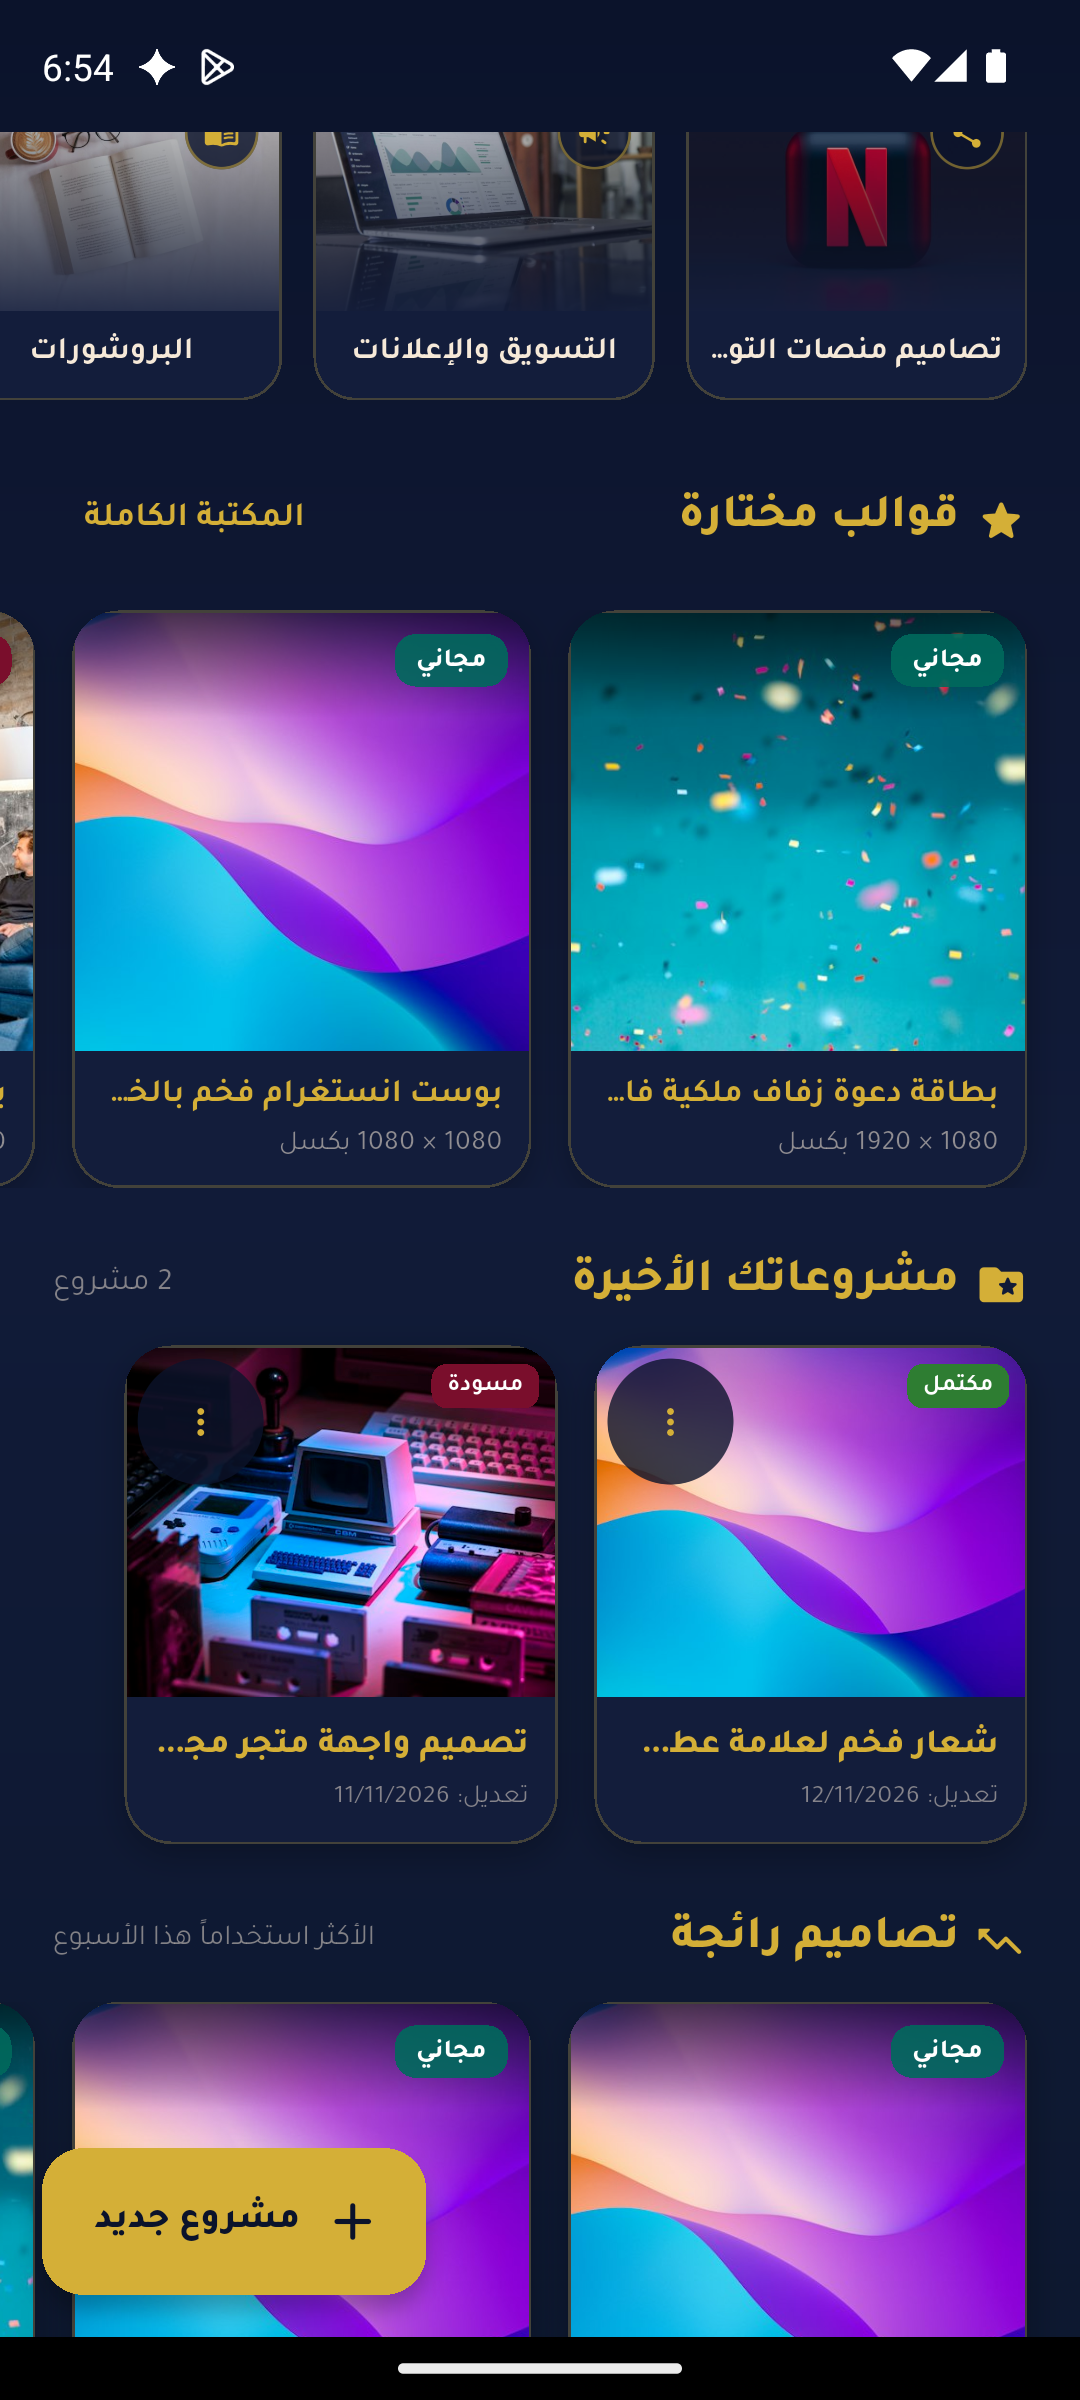 6:54
تصاميم منصات التو...
التسويق والإعلانات
البروشورات
قوالب مختارة
المكتبة الكاملة
مجاني
مجاني
بطاقة دعوة زفاف ملكية فا...
1080 × 1920 بكسل
بوست انستغرام فخم بالخ...
1080 × 1080 بكسل
مشروعاتك الأخيرة
2 مشروع
مكتمل
مسودة
شعار فخم لعلامة عط...
تعديل: 12/11/2026
تصميم واجهة متجر مج...
تعديل: 11/11/2026
تصاميم رائجة
الأكثر استخداماً هذا الأسبوع
مجاني
مجاني
مشروع جديد